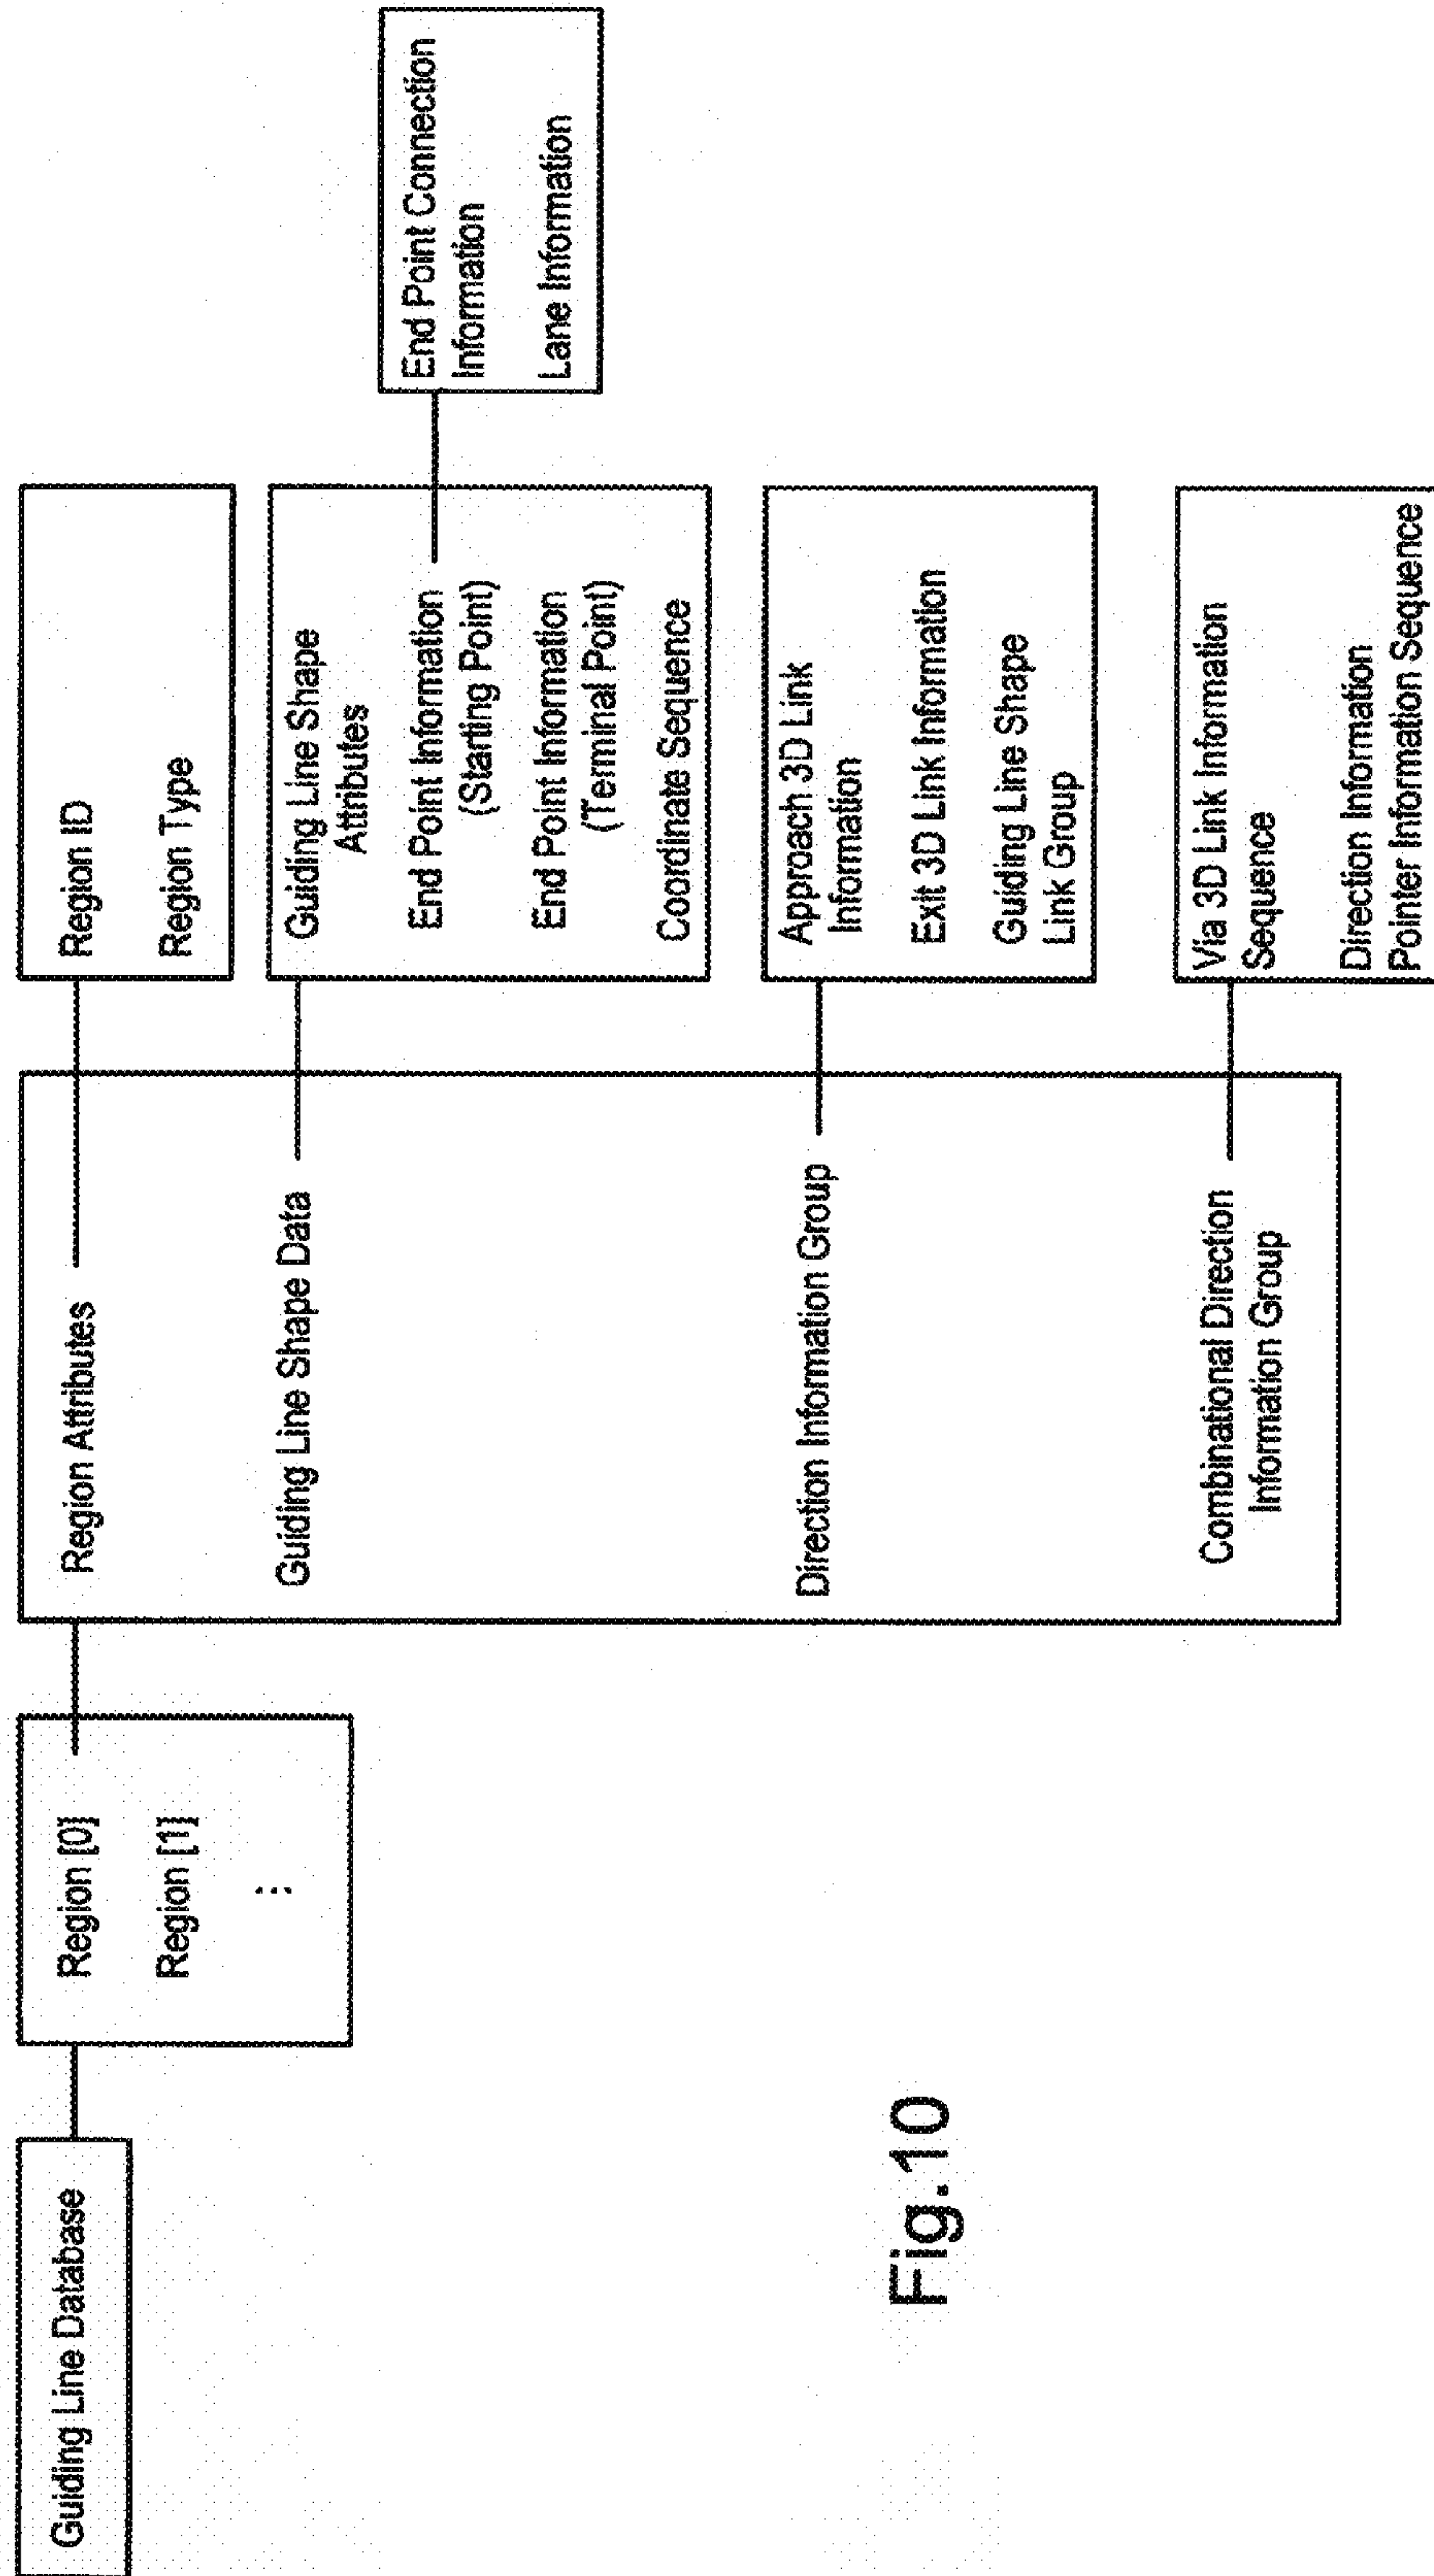 Guiding Line Database
Region [0]
Region [1]
⋮
Region Attributes
Guiding Line Shape Data
Direction Information Group
Combinational Direction
Information Group
Region ID
Region Type
Guiding Line Shape
Attributes
End Point Information
(Starting Point)
End Point Information
(Terminal Point)
Coordinate Sequence
Approach 3D Link
Information
Exit 3D Link Information
Guiding Line Shape
Link Group
Via 3D Link Information
Sequence
Direction Information
Pointer Information Sequence
End Point Connection
Information
Lane Information
Fig.10